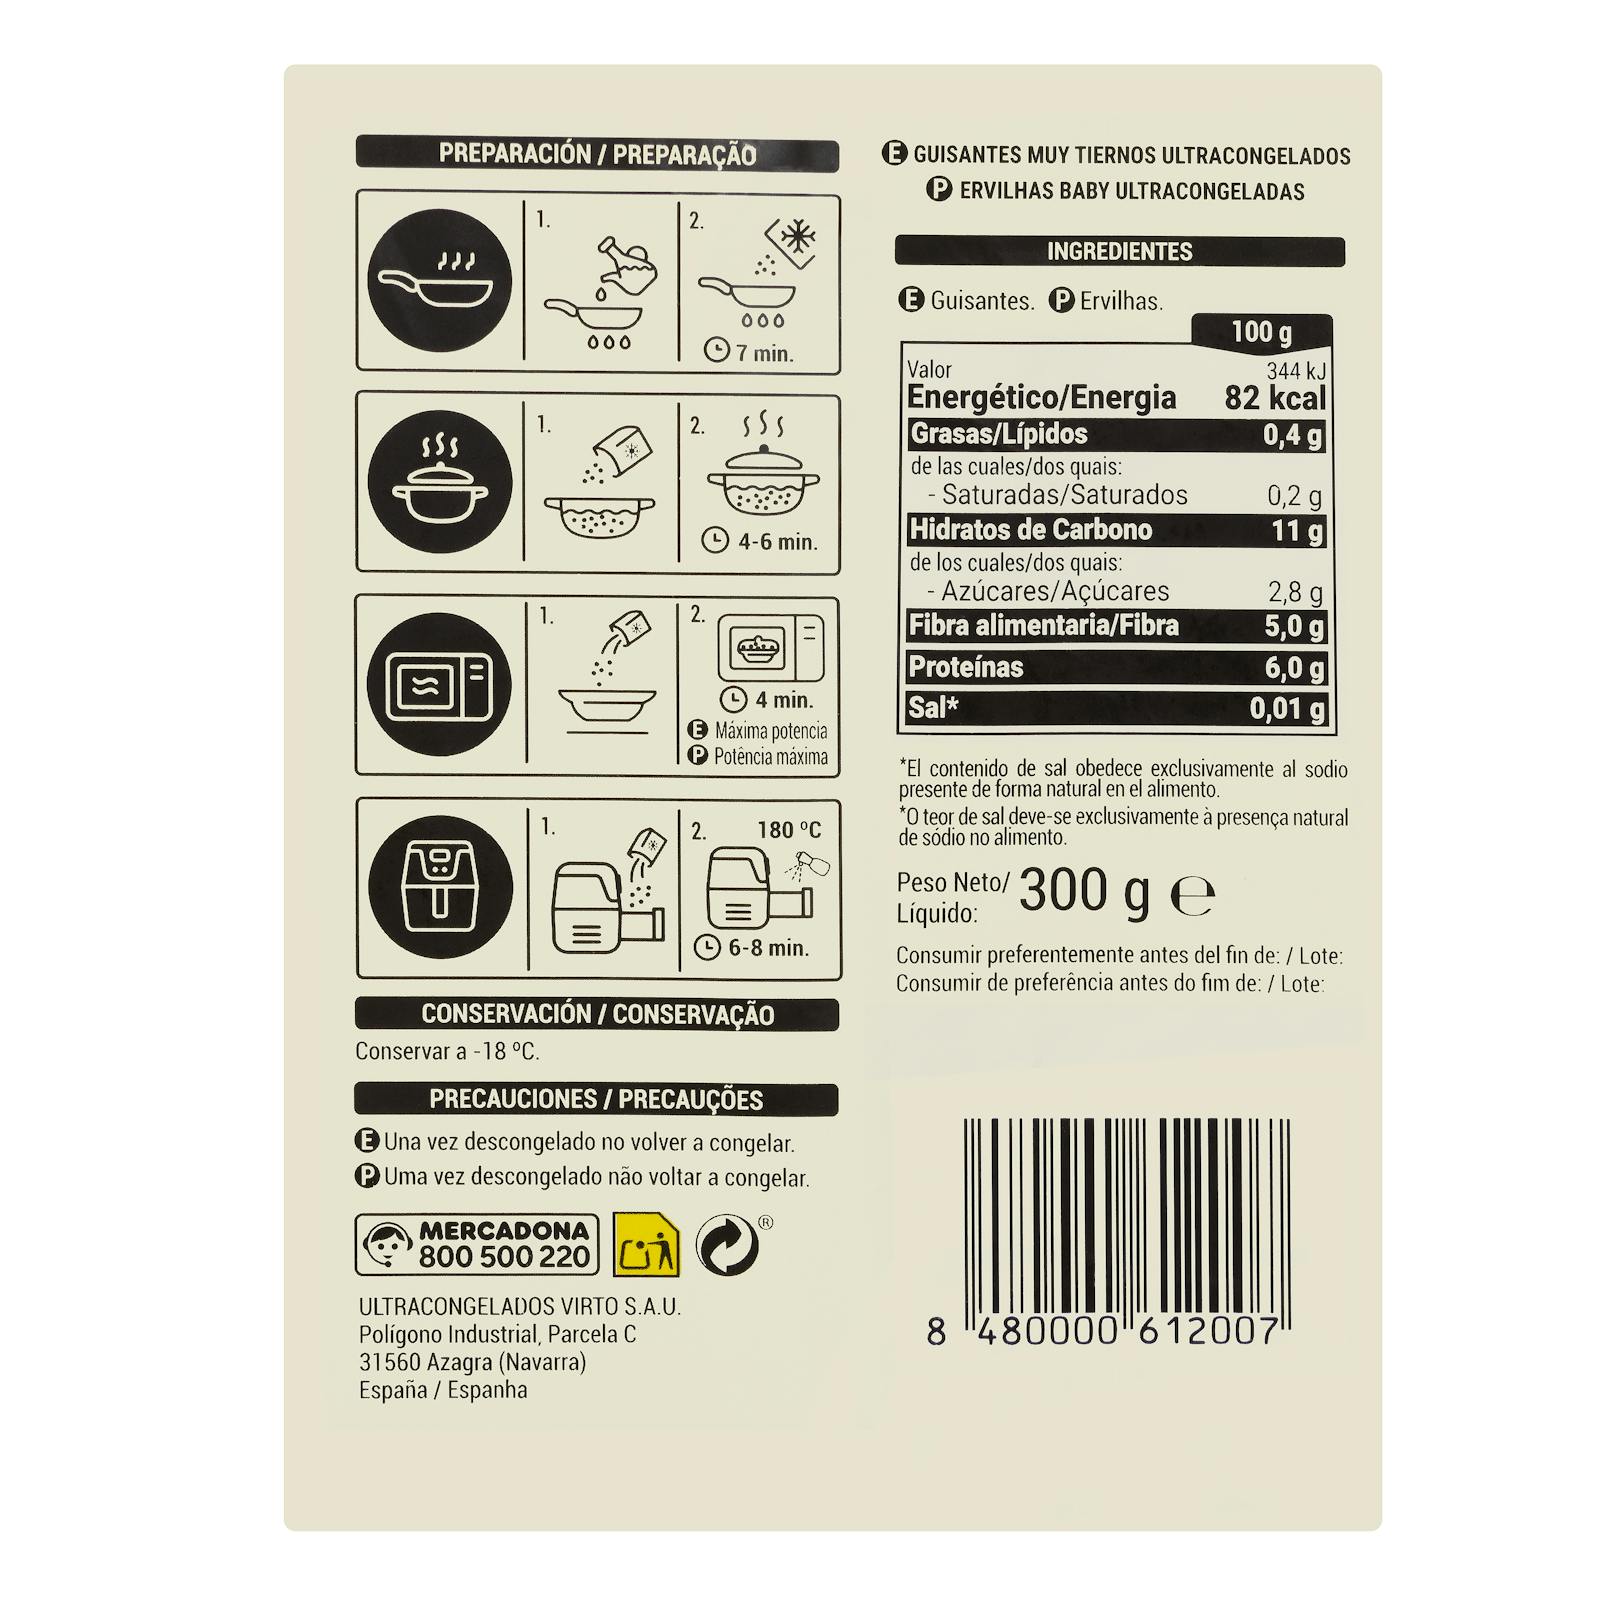 PREPARACIÓN / PREPARAÇÃO
1.
2.
7 min.
1.
2.
4-6 min.
1.
2.
4 min.
E Máxima potencia
P Potência máxima
1.
2.
180 ºC
6-8 min.
CONSERVACIÓN / CONSERVAÇÃO
Conservar a -18 ºC.
PRECAUCIONES / PRECAUÇÕES
E Una vez descongelado no volver a congelar.
P Uma vez descongelado não voltar a congelar.
MERCADONA
800 500 220
®
ULTRACONGELADOS VIRTO S.A.U.
Polígono Industrial, Parcela C
31560 Azagra (Navarra)
España / Espanha
E GUISANTES MUY TIERNOS ULTRACONGELADOS
P ERVILHAS BABY ULTRACONGELADAS
INGREDIENTES
E Guisantes. P Ervilhas.
100 g
Valor 344 kJ
Energético/Energia 82 kcal
Grasas/Lípidos 0,4 g
de las cuales/dos quais:
- Saturadas/Saturados 0,2 g
Hidratos de Carbono 11 g
de los cuales/dos quais:
- Azúcares/Açúcares 2,8 g
Fibra alimentaria/Fibra 5,0 g
Proteínas 6,0 g
Sal* 0,01 g
*El contenido de sal obedece exclusivamente al sodio
presente de forma natural en el alimento.
*O teor de sal deve-se exclusivamente à presença natural
de sódio no alimento.
Peso Neto/
Líquido: 300 g ℮
Consumir preferentemente antes del fin de: / Lote:
Consumir de preferência antes do fim de: / Lote:
8 480000 612007